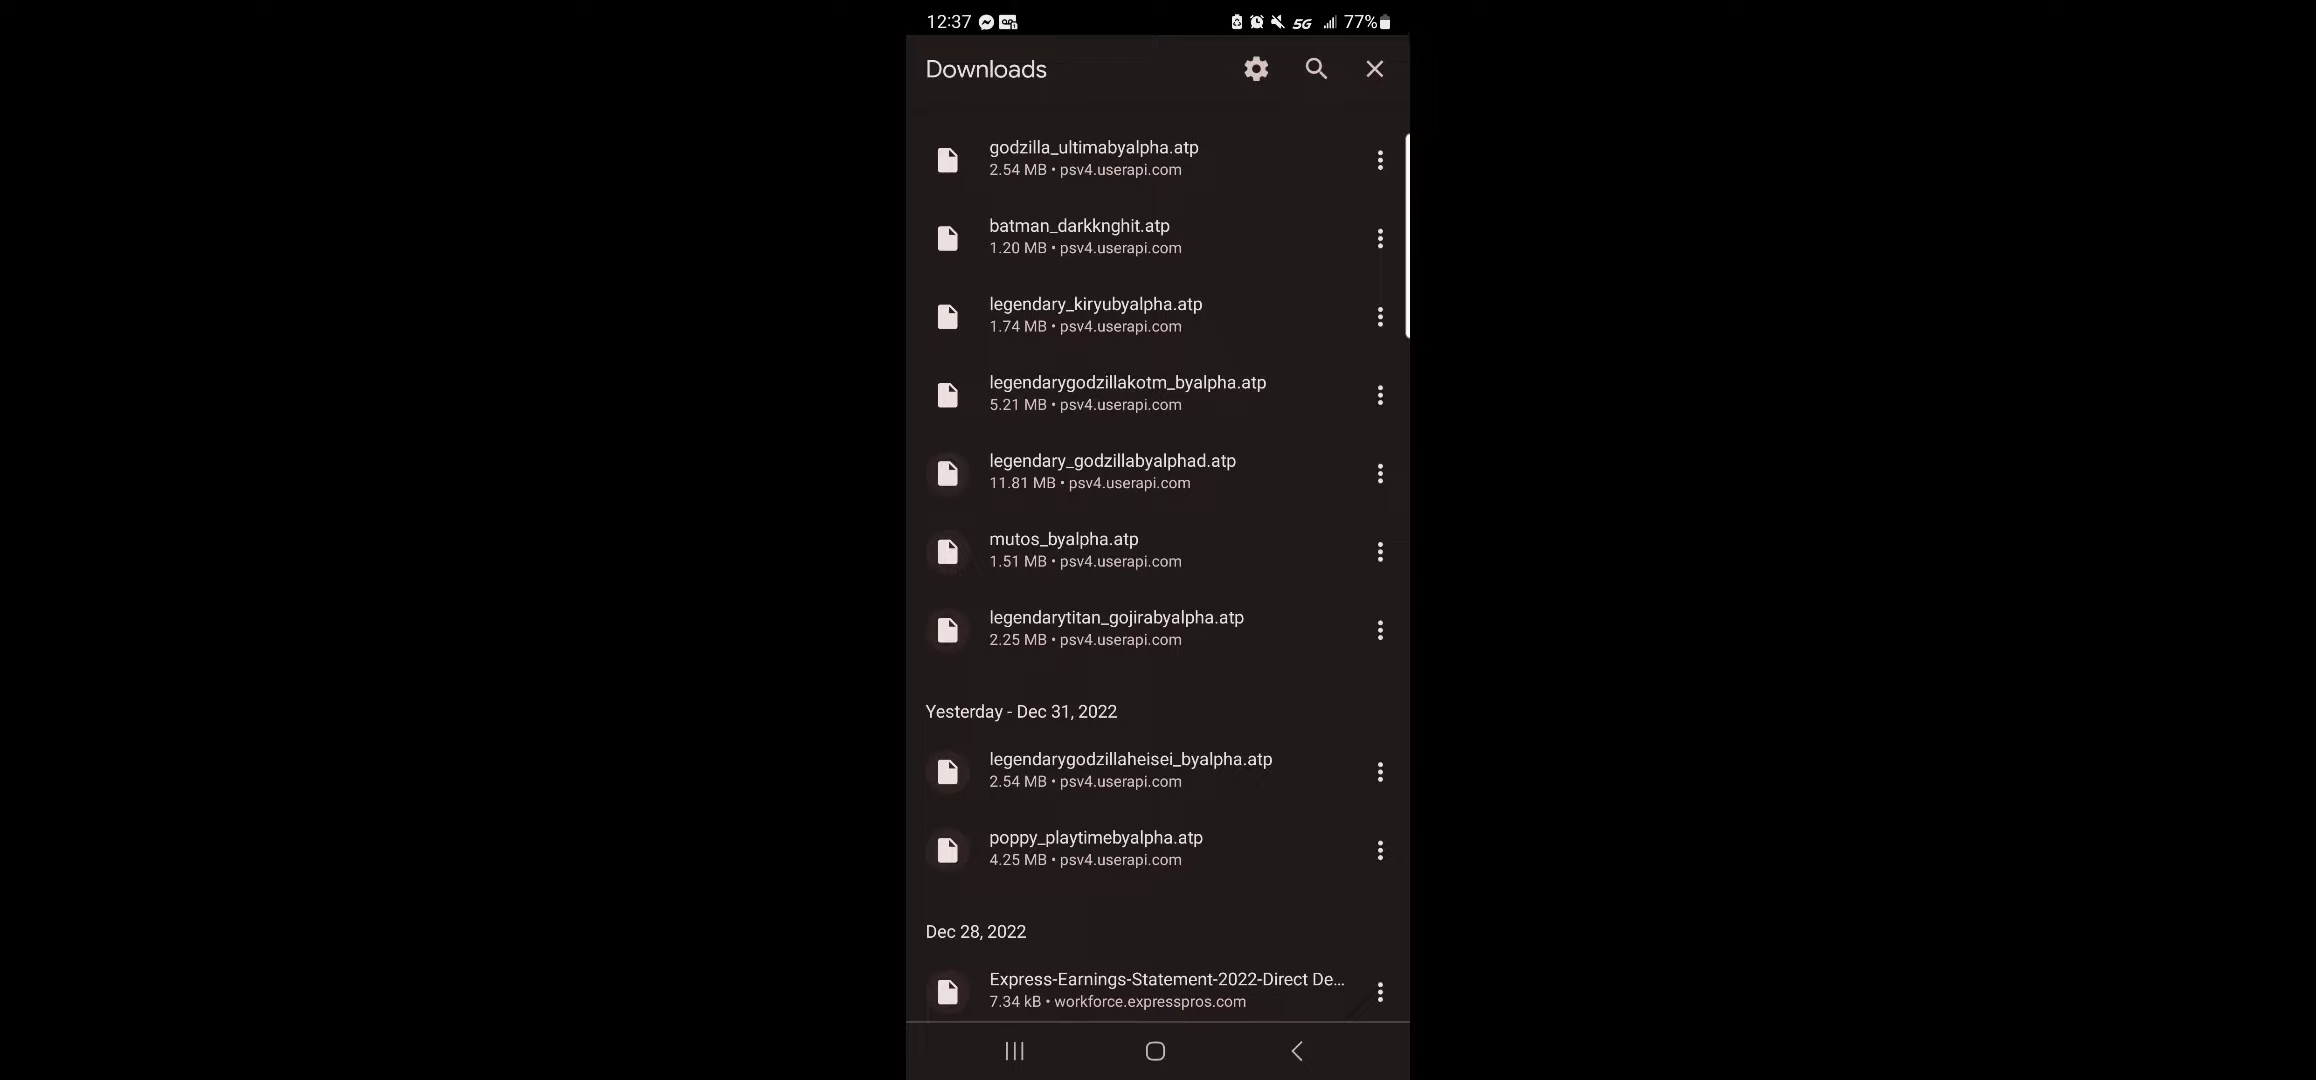 12:37
5G
77%
Downloads
godzilla_ultimabyalpha.atp
2.54 MB • psv4.userapi.com
batman_darkknghit.atp
1.20 MB • psv4.userapi.com
legendary_kiryubyalpha.atp
1.74 MB • psv4.userapi.com
legendarygodzillakotm_byalpha.atp
5.21 MB • psv4.userapi.com
legendary_godzillabyalphad.atp
11.81 MB • psv4.userapi.com
mutos_byalpha.atp
1.51 MB • psv4.userapi.com
legendarytitan_gojirabyalpha.atp
2.25 MB • psv4.userapi.com
Yesterday - Dec 31, 2022
legendarygodzillaheisei_byalpha.atp
2.54 MB • psv4.userapi.com
poppy_playtimebyalpha.atp
4.25 MB • psv4.userapi.com
Dec 28, 2022
Express-Earnings-Statement-2022-Direct De...
7.34 kB • workforce.expresspros.com